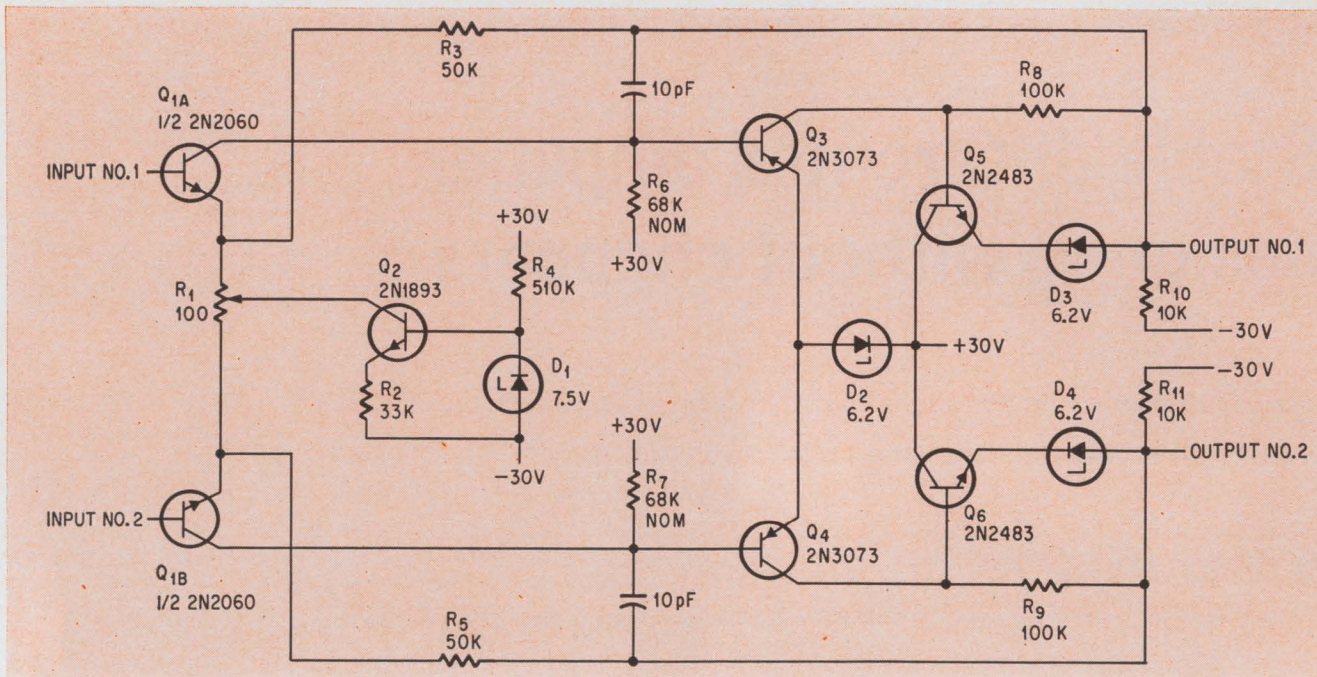 R3
50K
Q1A
1/2 2N2060
INPUT NO.1
10pF
R8
100K
Q3
2N3073
Q5
2N2483
R6
68K
NOM
+30V
+30V
R4
510K
Q2
2N1893
R1
100
OUTPUT NO.1
D3
6.2V
R10
10K
-30V
+30V
-30V
D2
6.2V
D4
6.2V
R11
10K
L
D1
7.5V
R2
33K
-30V
+30V
R7
68K
NOM
OUTPUT NO.2
INPUT NO.2
Q1B
1/2 2N2060
Q4
2N3073
Q6
2N2483
10pF
R9
100K
R5
50K